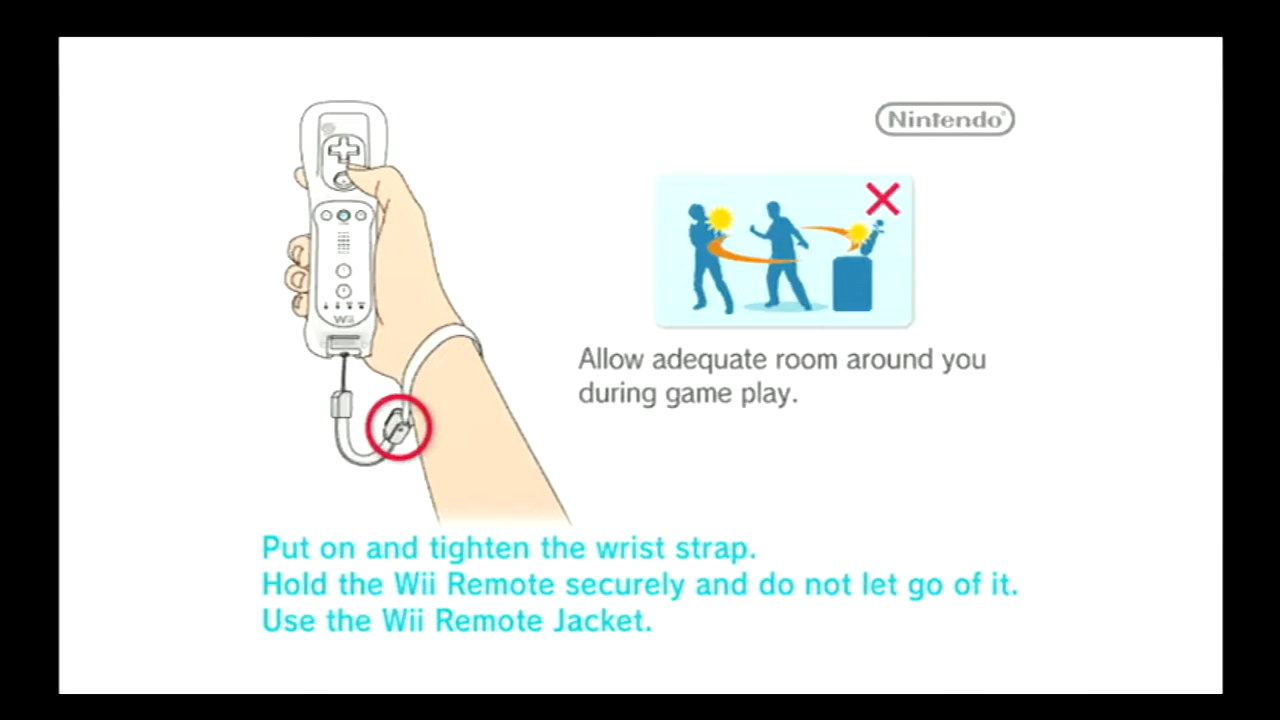 Nintendo®
Wii
Allow adequate room around you
during game play.
Put on and tighten the wrist strap.
Hold the Wii Remote securely and do not let go of it.
Use the Wii Remote Jacket.